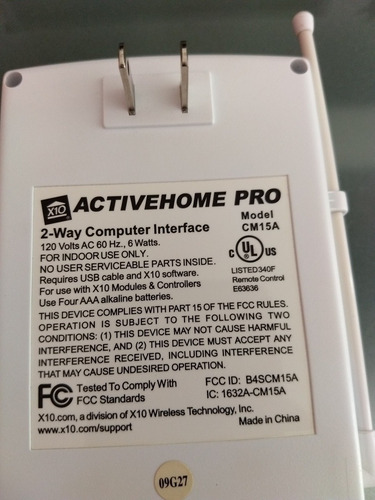 X10 ACTIVEHOME PRO
2-Way Computer Interface
Model
CM15A
120 Volts AC 60 Hz., 6 Watts.
FOR INDOOR USE ONLY.
NO USER SERVICEABLE PARTS INSIDE.
Requires USB cable and X10 software.
For use with X10 Modules & Controllers
Use Four AAA alkaline batteries.
C UL US
LISTED 340F
Remote Control
E63636
THIS DEVICE COMPLIES WITH PART 15 OF THE FCC RULES.
OPERATION IS SUBJECT TO THE FOLLOWING TWO
CONDITIONS: (1) THIS DEVICE MAY NOT CAUSE HARMFUL
INTERFERENCE, AND (2) THIS DEVICE MUST ACCEPT ANY
INTERFERENCE RECEIVED, INCLUDING INTERFERENCE
THAT MAY CAUSE UNDESIRED OPERATION.
FC Tested To Comply With
FCC Standards
FCC ID: B4SCM15A
IC: 1632A-CM15A
X10.com, a division of X10 Wireless Technology, Inc.
www.x10.com/support
Made in China
09G27